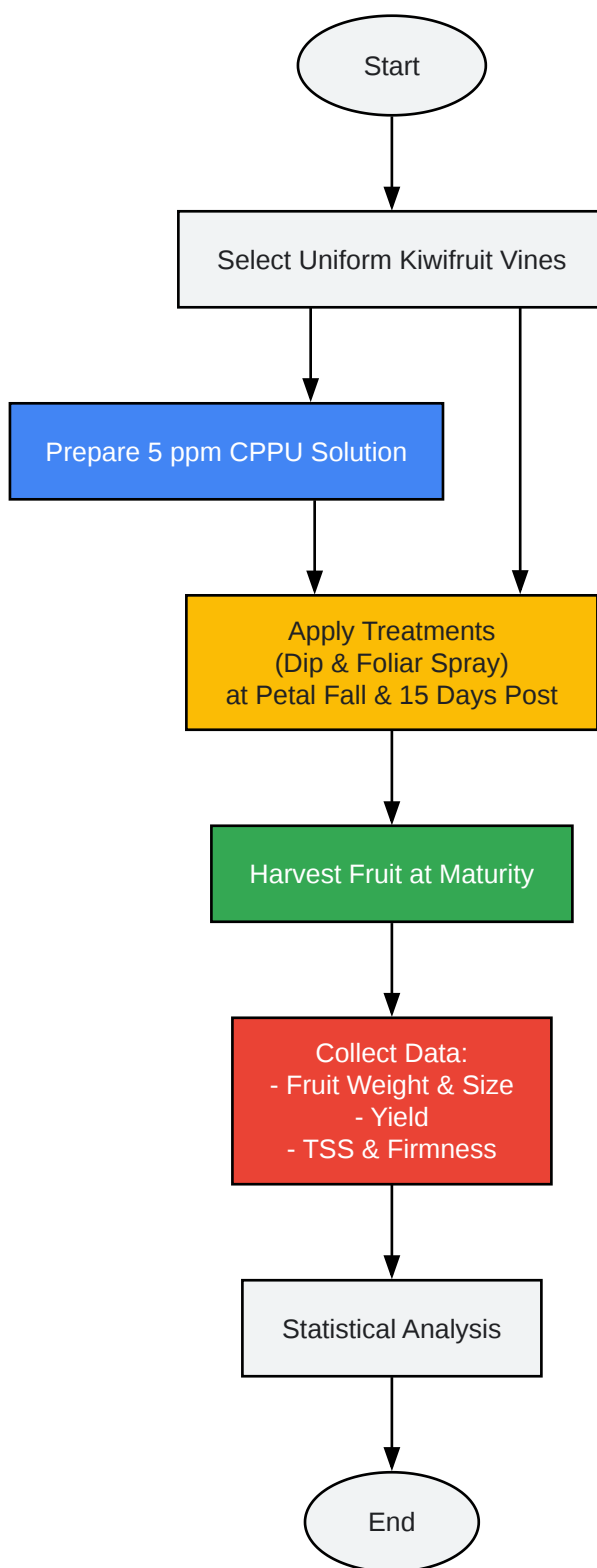 Start
Select Uniform Kiwifruit Vines
Prepare 5 ppm CPPU Solution
Apply Treatments
(Dip & Foliar Spray)
at Petal Fall & 15 Days Post
Harvest Fruit at Maturity
Collect Data:
- Fruit Weight & Size
- Yield
- TSS & Firmness
Statistical Analysis
End